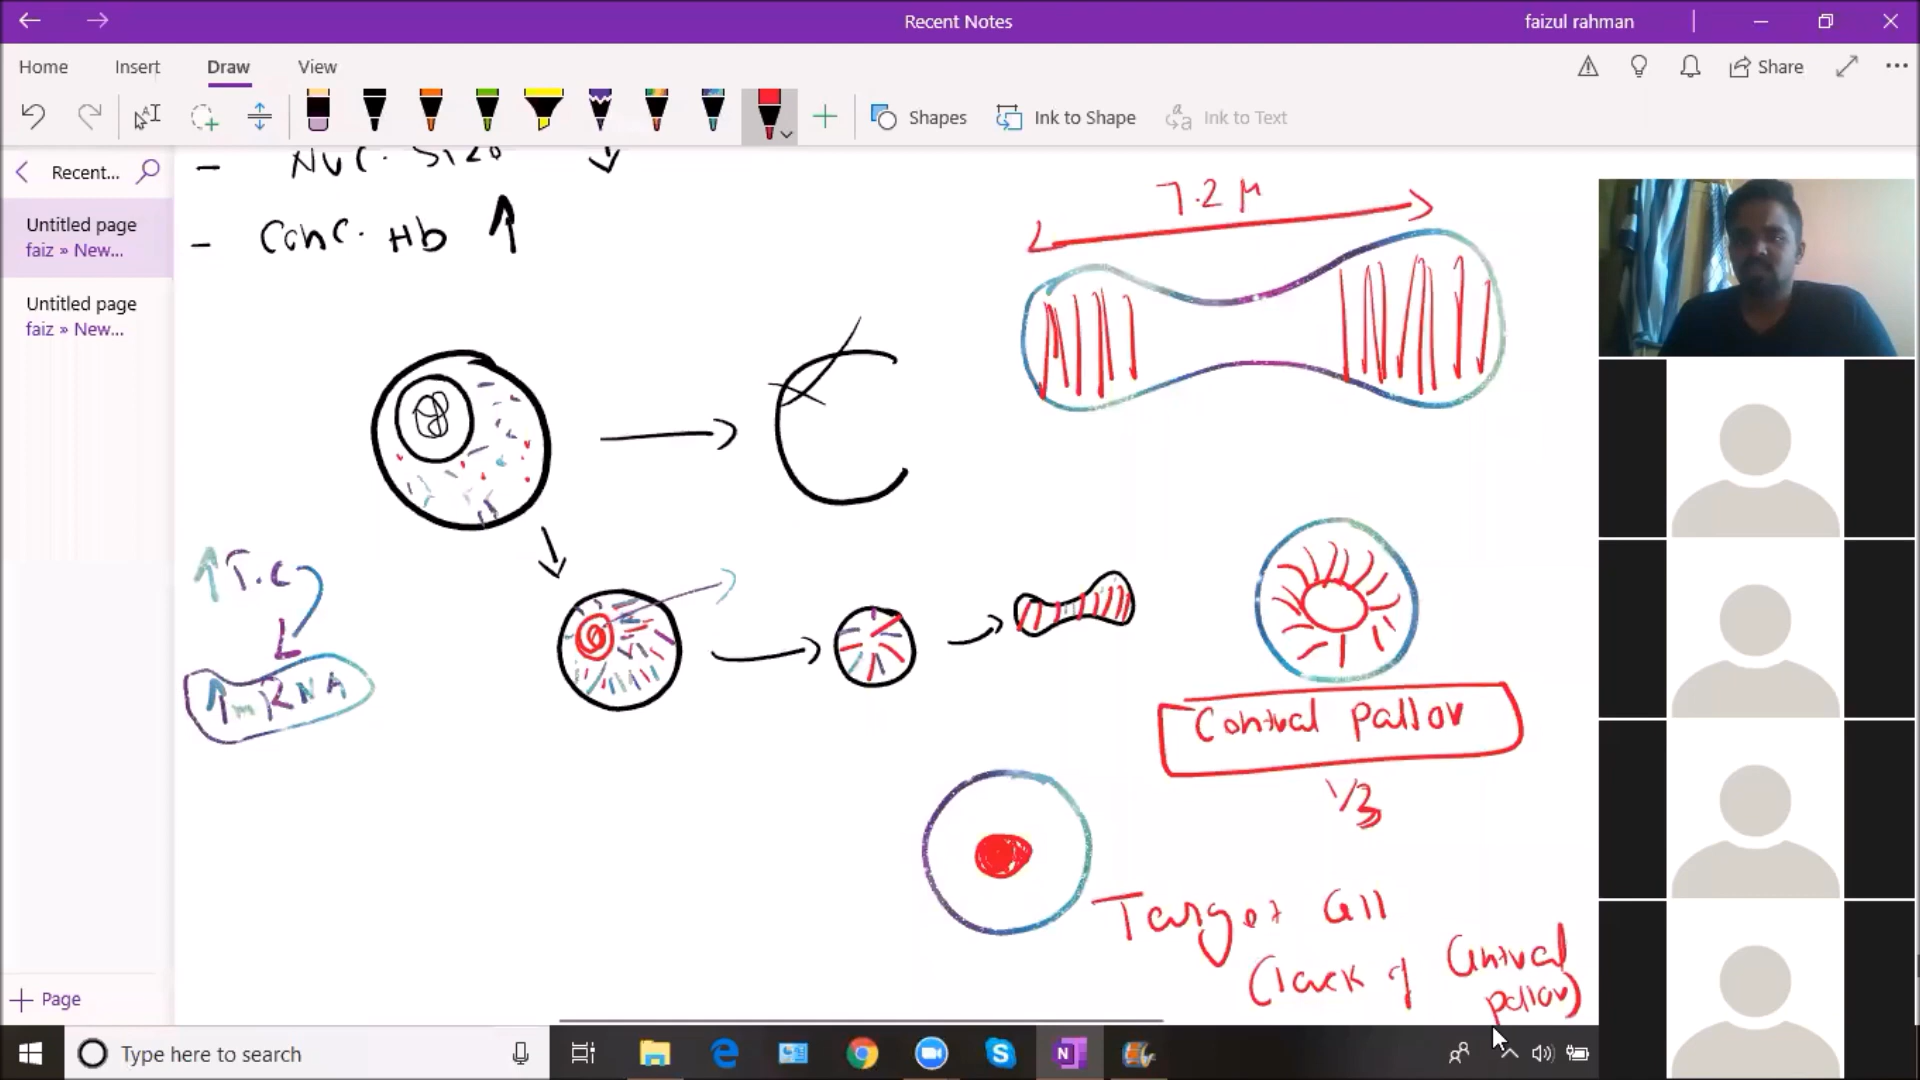 Recent Notes
faizul rahman
Home
Insert
Draw
View
Share
Shapes
Ink to Shape
Ink to Text
Recent...
Untitled page
faiz » New...
Untitled page
faiz » New...
Page
- Nuc. Size ↓
- Conc. Hb ↑
7.2 μ
↑ T.C
↑ mRNA
Central pallor
1/3
Target Cell
(lack of Central
pallor)
Type here to search